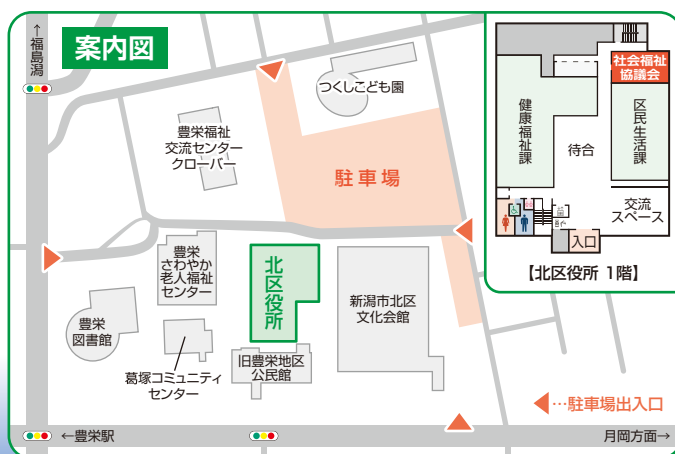 ←福島潟
案内図
つくしこども園
豊栄福祉
交流センター
クローバー
駐車場
豊栄
さわやか
老人福祉
センター
北区役所
新潟市北区
文化会館
豊栄
図書館
葛塚コミュニティ
センター
旧豊栄地区
公民館
…駐車場出入口
←豊栄駅
月岡方面→
社会福祉
協議会
健康福祉課
区民生活課
待合
交流
スペース
入口
【北区役所 1階】